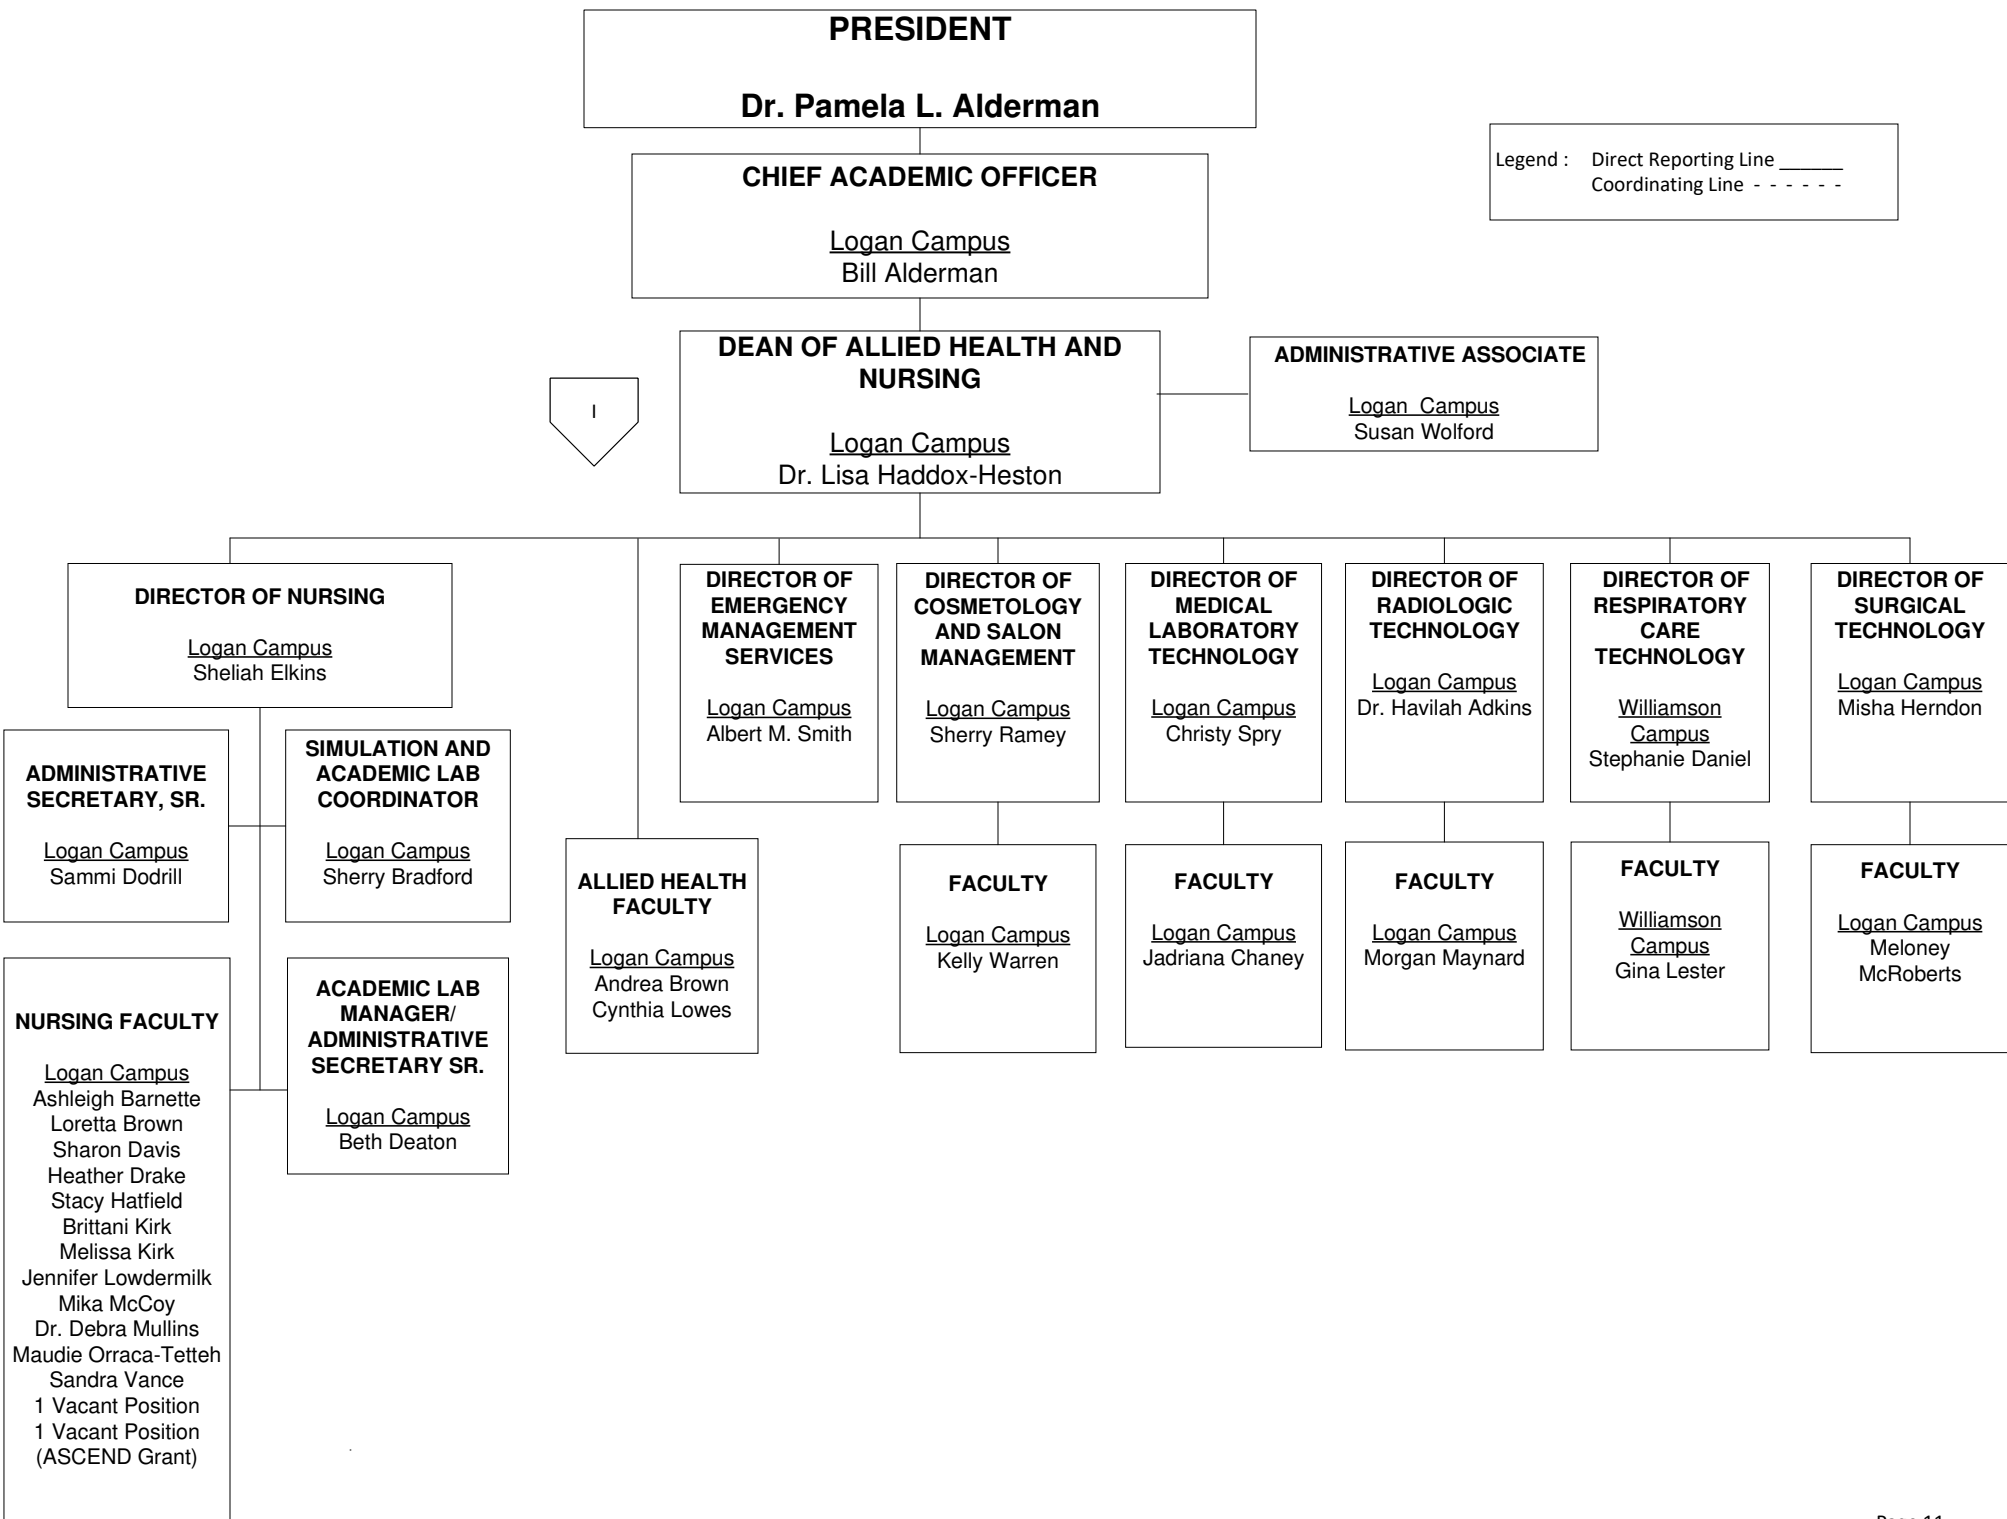 PRESIDENT
Dr. Pamela L. Alderman
Legend : Direct Reporting Line ______
Coordinating Line - - - - - -
CHIEF ACADEMIC OFFICER
Logan Campus
Bill Alderman
DEAN OF ALLIED HEALTH AND
NURSING
Logan Campus
Dr. Lisa Haddox-Heston
ADMINISTRATIVE ASSOCIATE
Logan Campus
Susan Wolford
I
DIRECTOR OF NURSING
Logan Campus
Sheliah Elkins
DIRECTOR OF
EMERGENCY
MANAGEMENT
SERVICES
Logan Campus
Albert M. Smith
DIRECTOR OF
COSMETOLOGY
AND SALON
MANAGEMENT
Logan Campus
Sherry Ramey
DIRECTOR OF
MEDICAL
LABORATORY
TECHNOLOGY
Logan Campus
Christy Spry
DIRECTOR OF
RADIOLOGIC
TECHNOLOGY
Logan Campus
Dr. Havilah Adkins
DIRECTOR OF
RESPIRATORY
CARE
TECHNOLOGY
Williamson
Campus
Stephanie Daniel
DIRECTOR OF
SURGICAL
TECHNOLOGY
Logan Campus
Misha Herndon
ADMINISTRATIVE
SECRETARY, SR.
Logan Campus
Sammi Dodrill
SIMULATION AND
ACADEMIC LAB
COORDINATOR
Logan Campus
Sherry Bradford
ALLIED HEALTH
FACULTY
Logan Campus
Andrea Brown
Cynthia Lowes
FACULTY
Logan Campus
Kelly Warren
FACULTY
Logan Campus
Jadriana Chaney
FACULTY
Logan Campus
Morgan Maynard
FACULTY
Williamson
Campus
Gina Lester
FACULTY
Logan Campus
Meloney
McRoberts
NURSING FACULTY
Logan Campus
Ashleigh Barnette
Loretta Brown
Sharon Davis
Heather Drake
Stacy Hatfield
Brittani Kirk
Melissa Kirk
Jennifer Lowdermilk
Mika McCoy
Dr. Debra Mullins
Maudie Orraca-Tetteh
Sandra Vance
1 Vacant Position
1 Vacant Position
(ASCEND Grant)
ACADEMIC LAB
MANAGER/
ADMINISTRATIVE
SECRETARY SR.
Logan Campus
Beth Deaton
Page 11